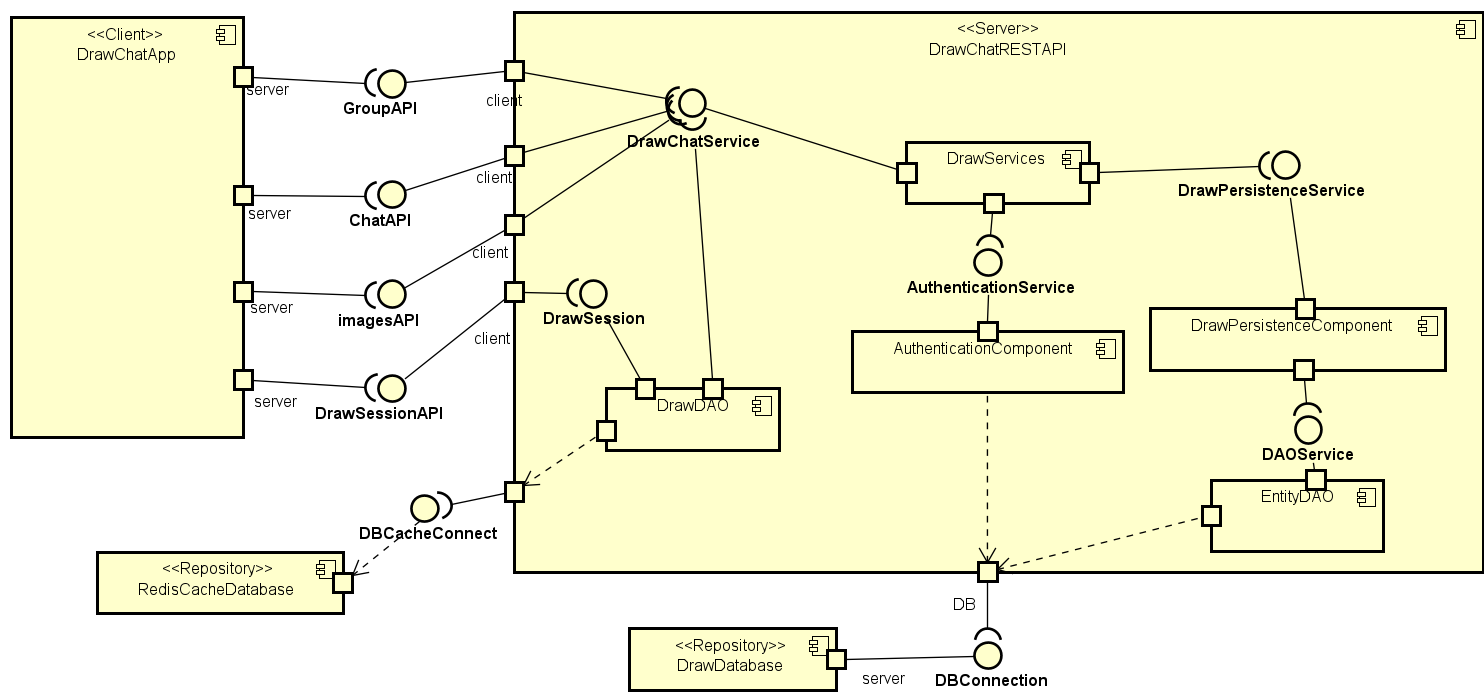 <<Client>>
DrawChatApp
<<Server>>
DrawChatRESTAPI
server
GroupAPI
client
DrawChatService
DrawServices
DrawPersistenceService
server
ChatAPI
client
client
AuthenticationService
server
imagesAPI
DrawSession
client
DrawPersistenceComponent
AuthenticationComponent
server
DrawSessionAPI
DrawDAO
DAOService
EntityDAO
DBCacheConnect
<<Repository>>
RedisCacheDatabase
DB
<<Repository>>
DrawDatabase
server
DBConnection